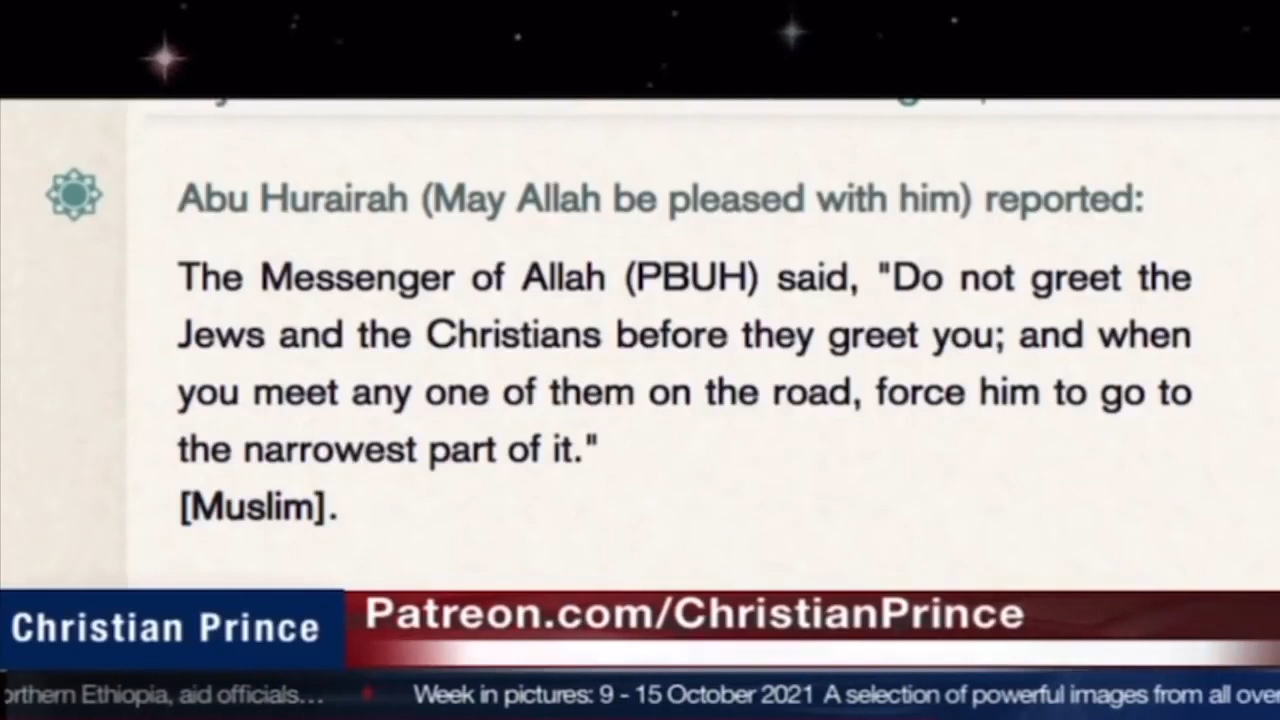 Abu Hurairah (May Allah be pleased with him) reported:
The Messenger of Allah (PBUH) said, "Do not greet the
Jews and the Christians before they greet you; and when
you meet any one of them on the road, force him to go to
the narrowest part of it."
[Muslim].
Christian Prince
Patreon.com/ChristianPrince
Ethiopia, aid officials...
Week in pictures: 9 - 15 October 2021 A selection of powerful images from all over